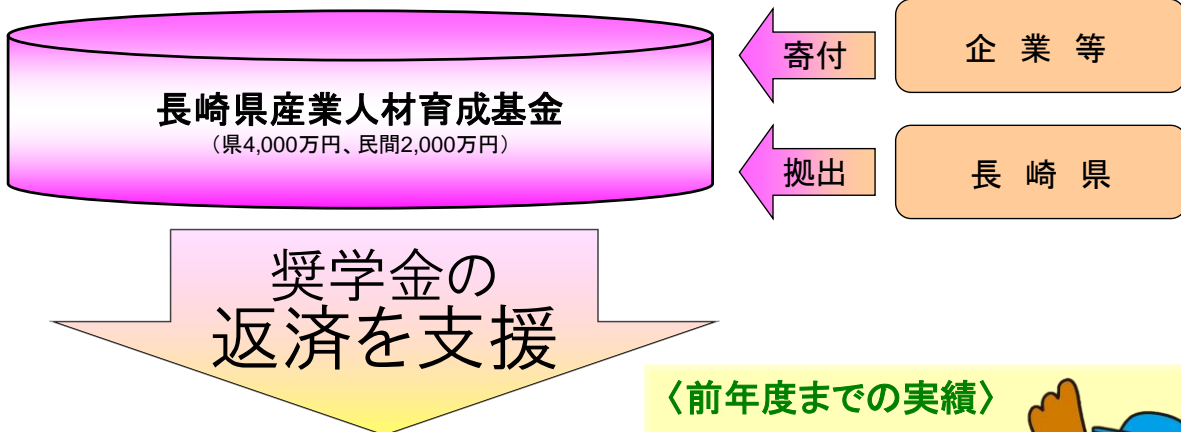 寄付
企業等
長崎県産業人材育成基金
（県4,000万円、民間2,000万円）
拠出
長崎県
奨学金の
返済を支援
〈前年度までの実績〉